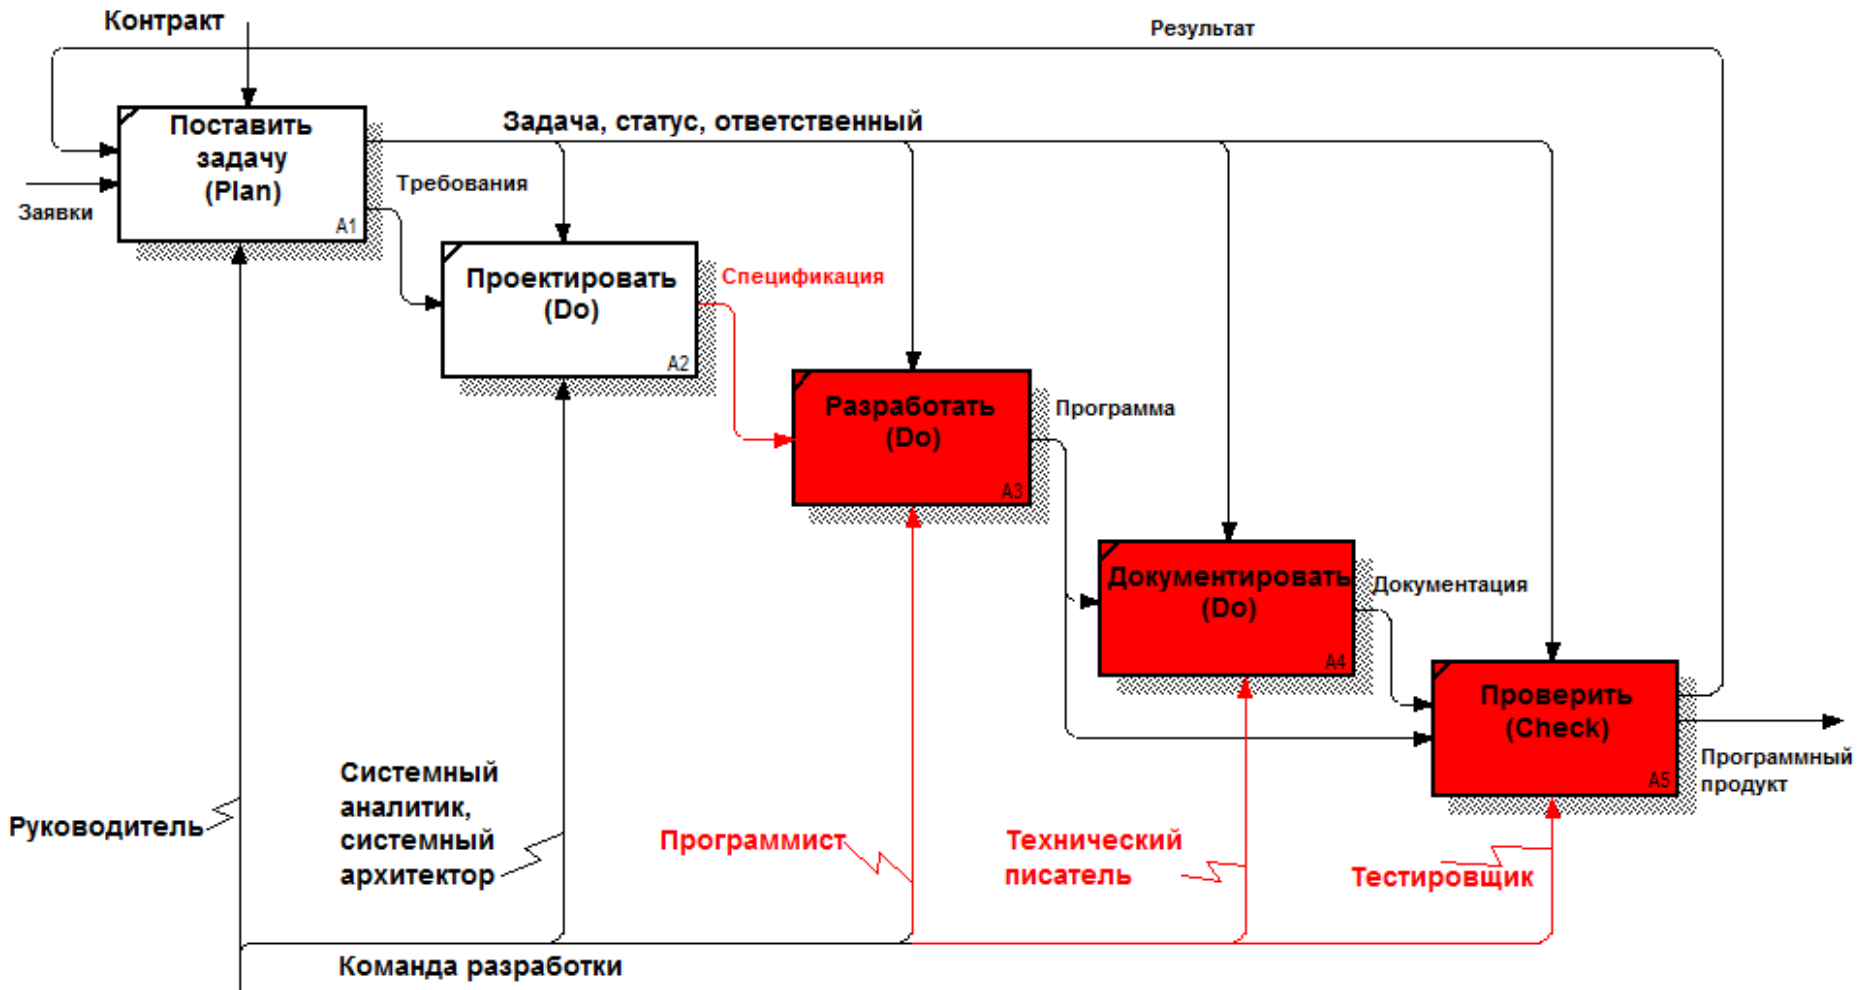 Контракт
Результат
Поставить
задачу
(Plan)
A1
Задача, статус, ответственный
Заявки
Требования
Проектировать
(Do)
A2
Спецификация
Разработать
(Do)
A3
Программа
Документировать
(Do)
A4
Документация
Проверить
(Check)
A5
Программный
продукт
Руководитель
Системный
аналитик,
системный
архитектор
Программист
Технический
писатель
Тестировщик
Команда разработки